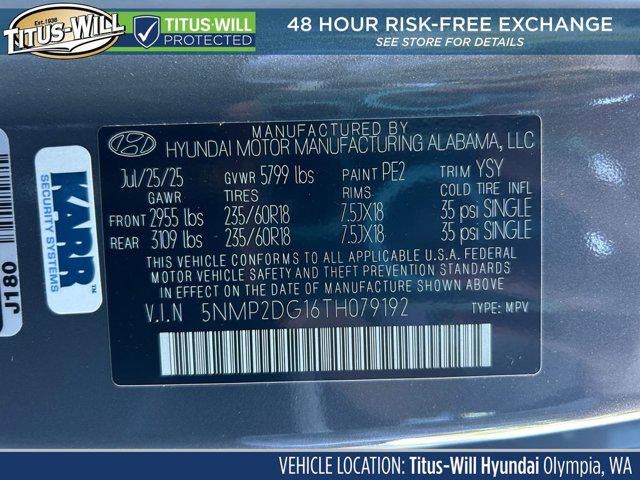 Est. 1938
TITUS-WILL
TITUS-WILL
PROTECTED
48 HOUR RISK-FREE EXCHANGE
SEE STORE FOR DETAILS
MANUFACTURED BY
HYUNDAI MOTOR MANUFACTURING ALABAMA, LLC
Jul/25/25 GVWR 5799 lbs PAINT PE2 TRIM YSY
GAWR TIRES RIMS COLD TIRE INFL
FRONT 2955 lbs 235/60R18 7.5JX18 35 psi SINGLE
REAR 3109 lbs 235/60R18 7.5JX18 35 psi SINGLE
THIS VEHICLE CONFORMS TO ALL APPLICABLE U.S.A. FEDERAL
MOTOR VEHICLE SAFETY AND THEFT PREVENTION STANDARDS
IN EFFECT ON THE DATE OF MANUFACTURE SHOWN ABOVE.
V.I.N 5NMP2DG16TH079192 TYPE: MPV
KARR TM
SECURITY SYSTEMS
J180
VEHICLE LOCATION: Titus-Will Hyundai Olympia, WA